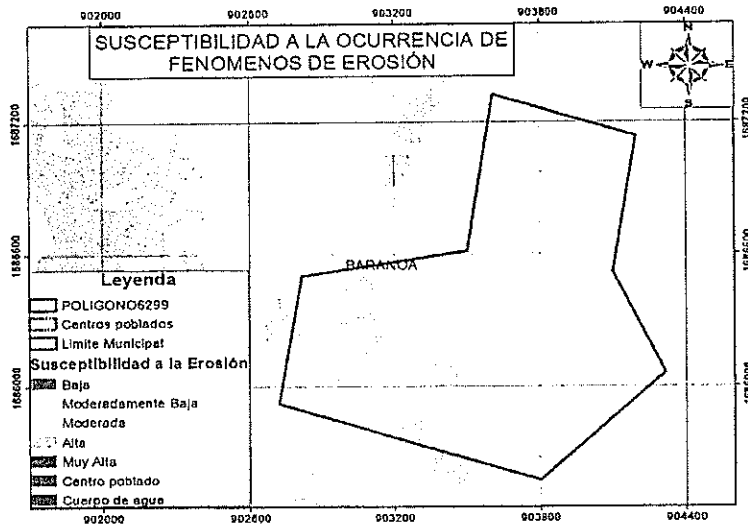 902000 902600 903200 903800 904400
SUSCEPTIBILIDAD A LA OCURRENCIA DE
FENOMENOS DE EROSIÓN
N
W E
S
1687200 1687200
1686600 1686600
BARANOA
Leyenda
POLIGONO6299
Centros poblados
Limite Municipal
Susceptibilidad a la Erosión
Baja
Moderadamente Baja
Moderada
Alta
Muy Alta
Centro poblado
Cuerpo de agua
1686000 1686000
902000 902600 903200 903800 904400